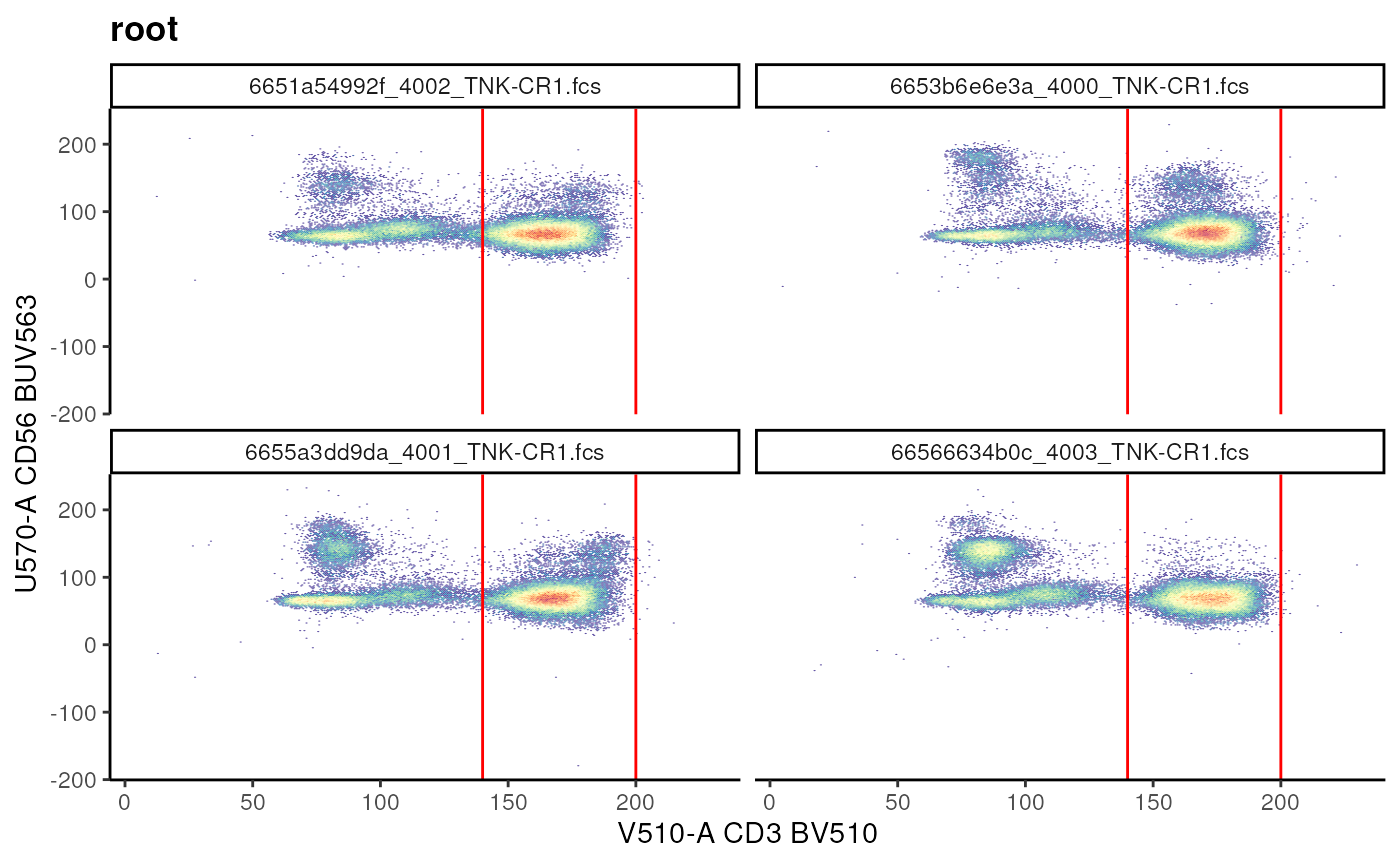 root
6651a54992f_4002_TNK-CR1.fcs
6653b6e6e3a_4000_TNK-CR1.fcs
200
100
0
-100
-200
6655a3dd9da_4001_TNK-CR1.fcs
66566634b0c_4003_TNK-CR1.fcs
200
100
0
-100
-200
U570-A CD56 BUV563
0 50 100 150 200
0 50 100 150 200
V510-A CD3 BV510